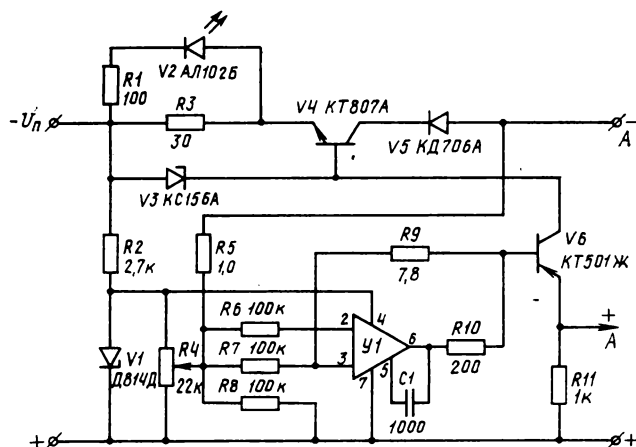 V2 АЛ102Б
R1
100
R3
30
V4 КТ807А
V5 КД706А
-Uп
-
А
V3 КС156А
R2
2,7к
R5
1,0
R9
7,8
V6
КТ501Ж
R6 100к
R4
R7 100к
22к
R8 100к
2
3
4
У1
6
5
7
R10
200
+
А
V1
Д814Д
С1
1000
R11
1к
+
+